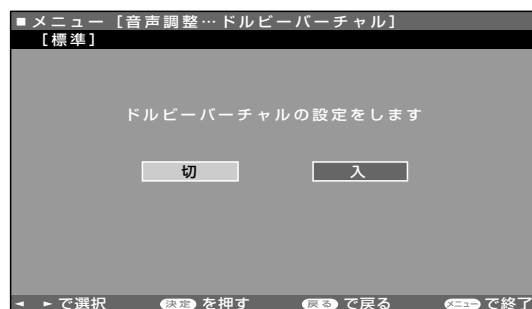 ■メニュー [音声調整…ドルビーバーチャル]
[標準]
ドルビーバーチャルの設定をします
切 入
◄ ► で選択 決定 を押す 戻る で戻る メニュー で終了